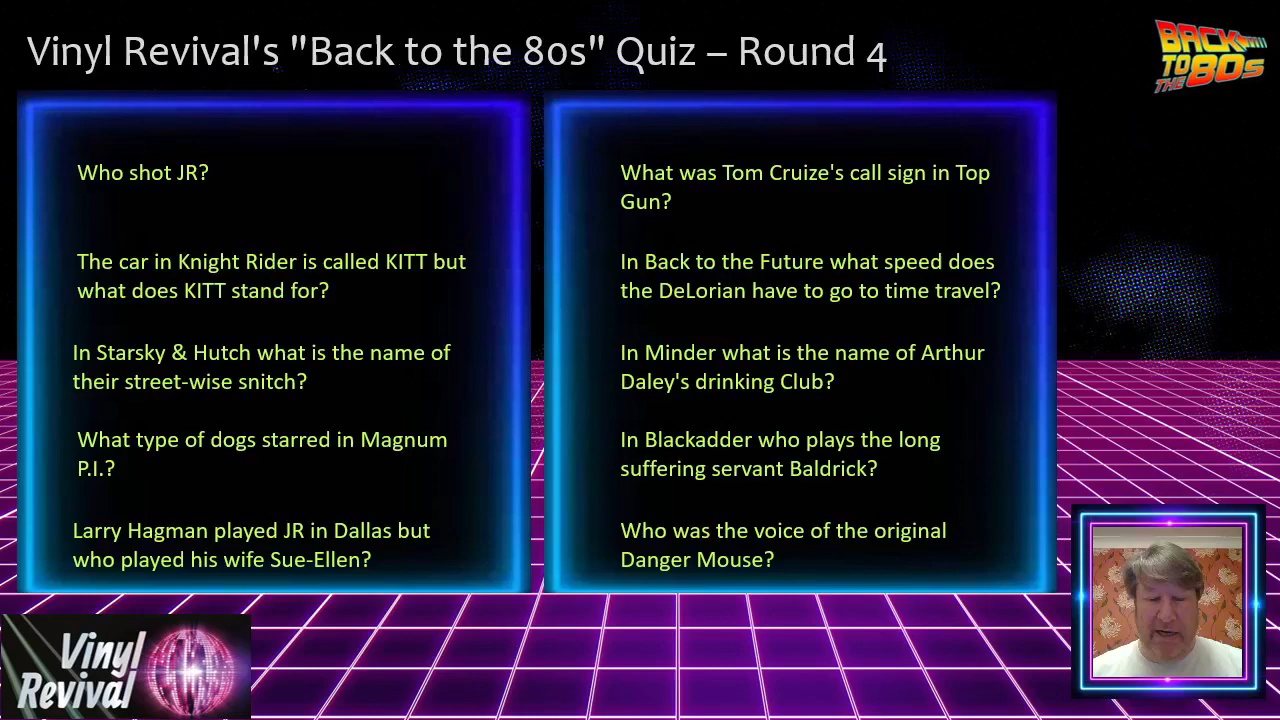 Vinyl Revival's "Back to the 80s" Quiz – Round 4
BACK
TO
THE 80s
Who shot JR?
The car in Knight Rider is called KITT but
what does KITT stand for?
In Starsky & Hutch what is the name of
their street-wise snitch?
What type of dogs starred in Magnum
P.I.?
Larry Hagman played JR in Dallas but
who played his wife Sue-Ellen?
What was Tom Cruize's call sign in Top
Gun?
In Back to the Future what speed does
the DeLorian have to go to time travel?
In Minder what is the name of Arthur
Daley's drinking Club?
In Blackadder who plays the long
suffering servant Baldrick?
Who was the voice of the original
Danger Mouse?
Vinyl
Revival